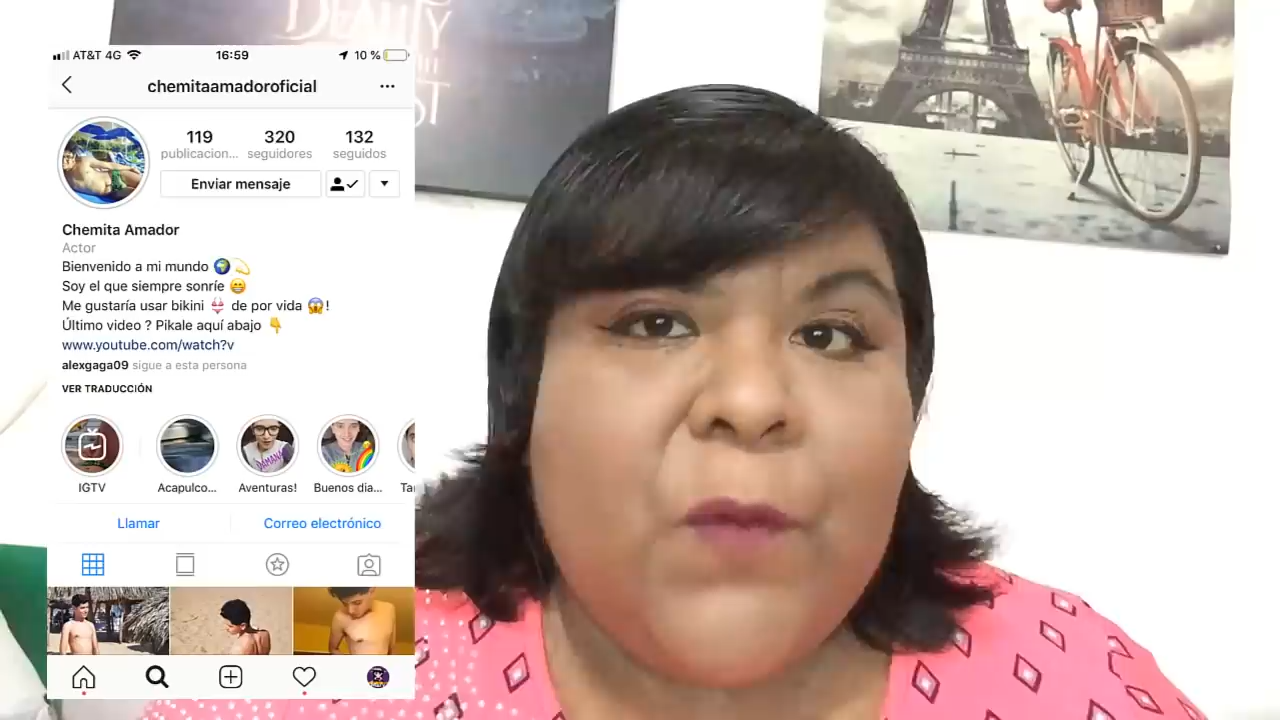 BEAUTY
AT&T 4G 16:59 10 %
chemitaamadoroficial
119 320 132
publicacion... seguidores seguidos
Enviar mensaje
Chemita Amador
Actor
Bienvenido a mi mundo 🌍 💫
Soy el que siempre sonríe 😁
Me gustaría usar bikini 👙 de por vida 😱!
Último video ? Pikale aquí abajo 👇
www.youtube.com/watch?v
alexgaga09 sigue a esta persona
VER TRADUCCIÓN
IGTV Acapulco... Aventuras! Buenos dia... Ta
Llamar Correo electrónico